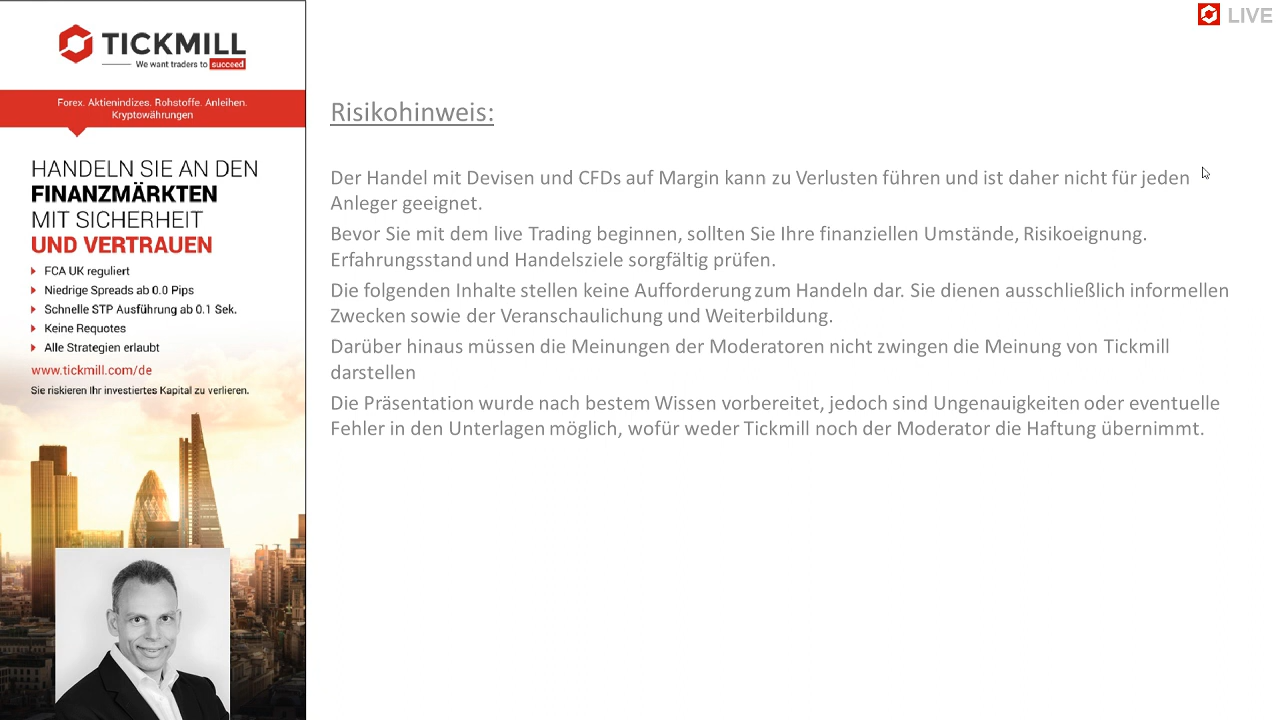 TICKMILL
We want traders to succeed
Forex. Aktienindizes. Rohstoffe. Anleihen.
Kryptowährungen
HANDELN SIE AN DEN
FINANZMÄRKTEN
MIT SICHERHEIT
UND VERTRAUEN
FCA UK reguliert
Niedrige Spreads ab 0.0 Pips
Schnelle STP Ausführung ab 0.1 Sek.
Keine Requotes
Alle Strategien erlaubt
www.tickmill.com/de
Sie riskieren Ihr investiertes Kapital zu verlieren.
LIVE
Risikohinweis:
Der Handel mit Devisen und CFDs auf Margin kann zu Verlusten führen und ist daher nicht für jeden
Anleger geeignet.
Bevor Sie mit dem live Trading beginnen, sollten Sie Ihre finanziellen Umstände, Risikoeignung.
Erfahrungsstand und Handelsziele sorgfältig prüfen.
Die folgenden Inhalte stellen keine Aufforderung zum Handeln dar. Sie dienen ausschließlich informellen
Zwecken sowie der Veranschaulichung und Weiterbildung.
Darüber hinaus müssen die Meinungen der Moderatoren nicht zwingen die Meinung von Tickmill
darstellen
Die Präsentation wurde nach bestem Wissen vorbereitet, jedoch sind Ungenauigkeiten oder eventuelle
Fehler in den Unterlagen möglich, wofür weder Tickmill noch der Moderator die Haftung übernimmt.